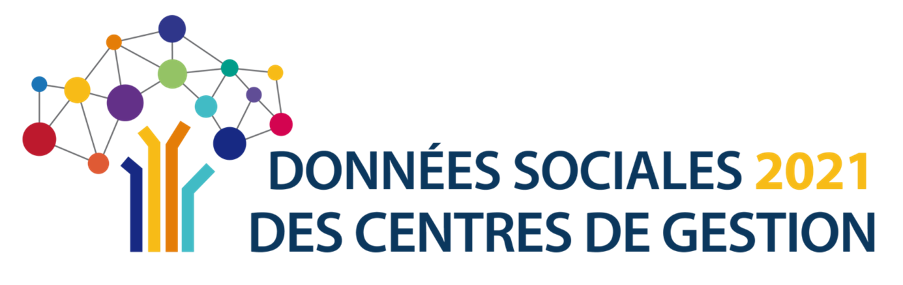 DONNÉES SOCIALES 2021
DES CENTRES DE GESTION